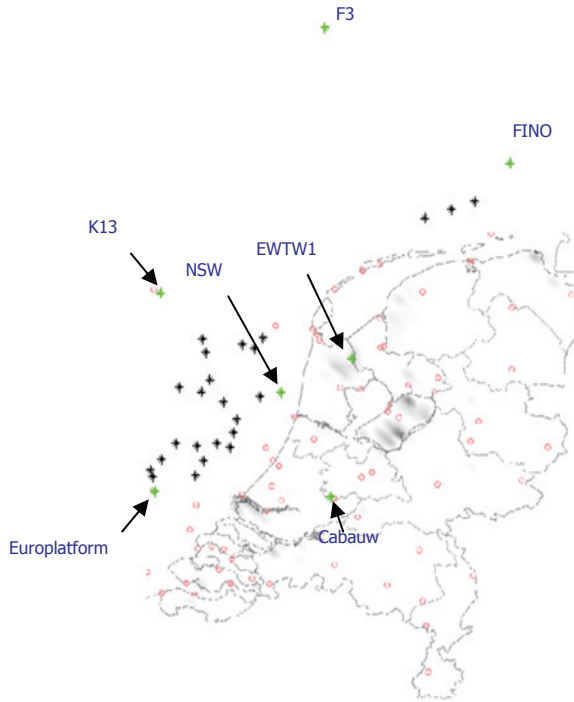 F3
FINO
K13
EWTW1
NSW
Europlatform
Cabauw